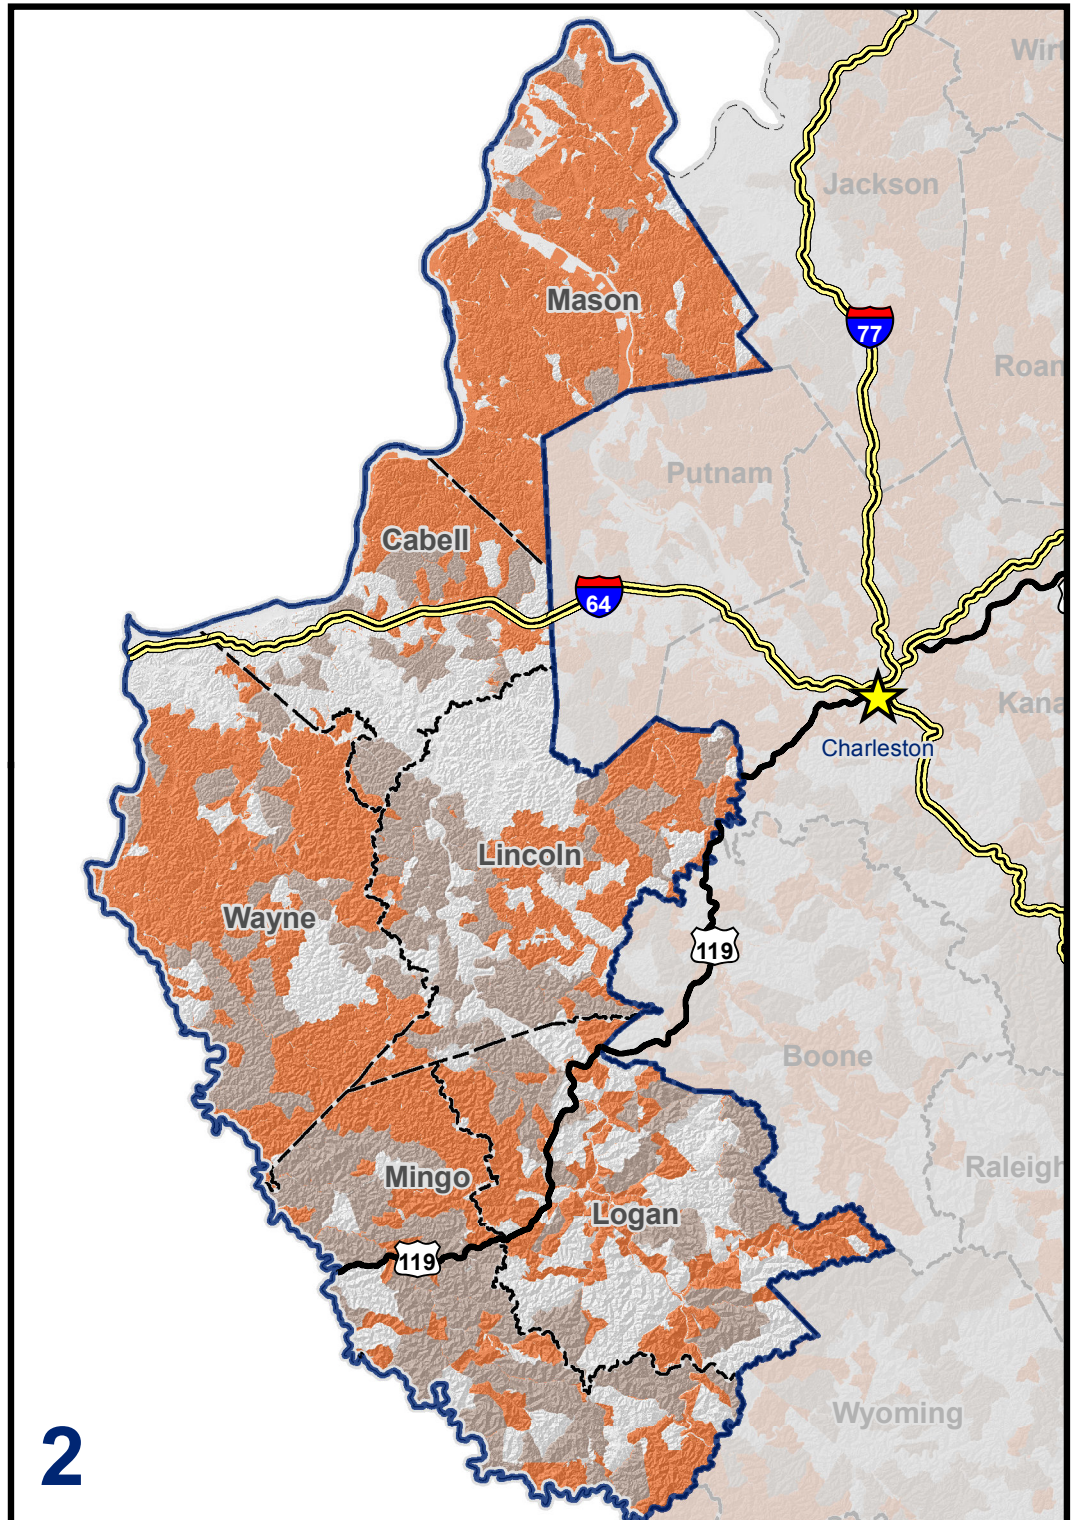 Wirt
Jackson
Mason
77
Roan
Putnam
Cabell
64
Kana
Charleston
Lincoln
Wayne
119
Boone
Raleigh
Mingo
Logan
119
Wyoming
2